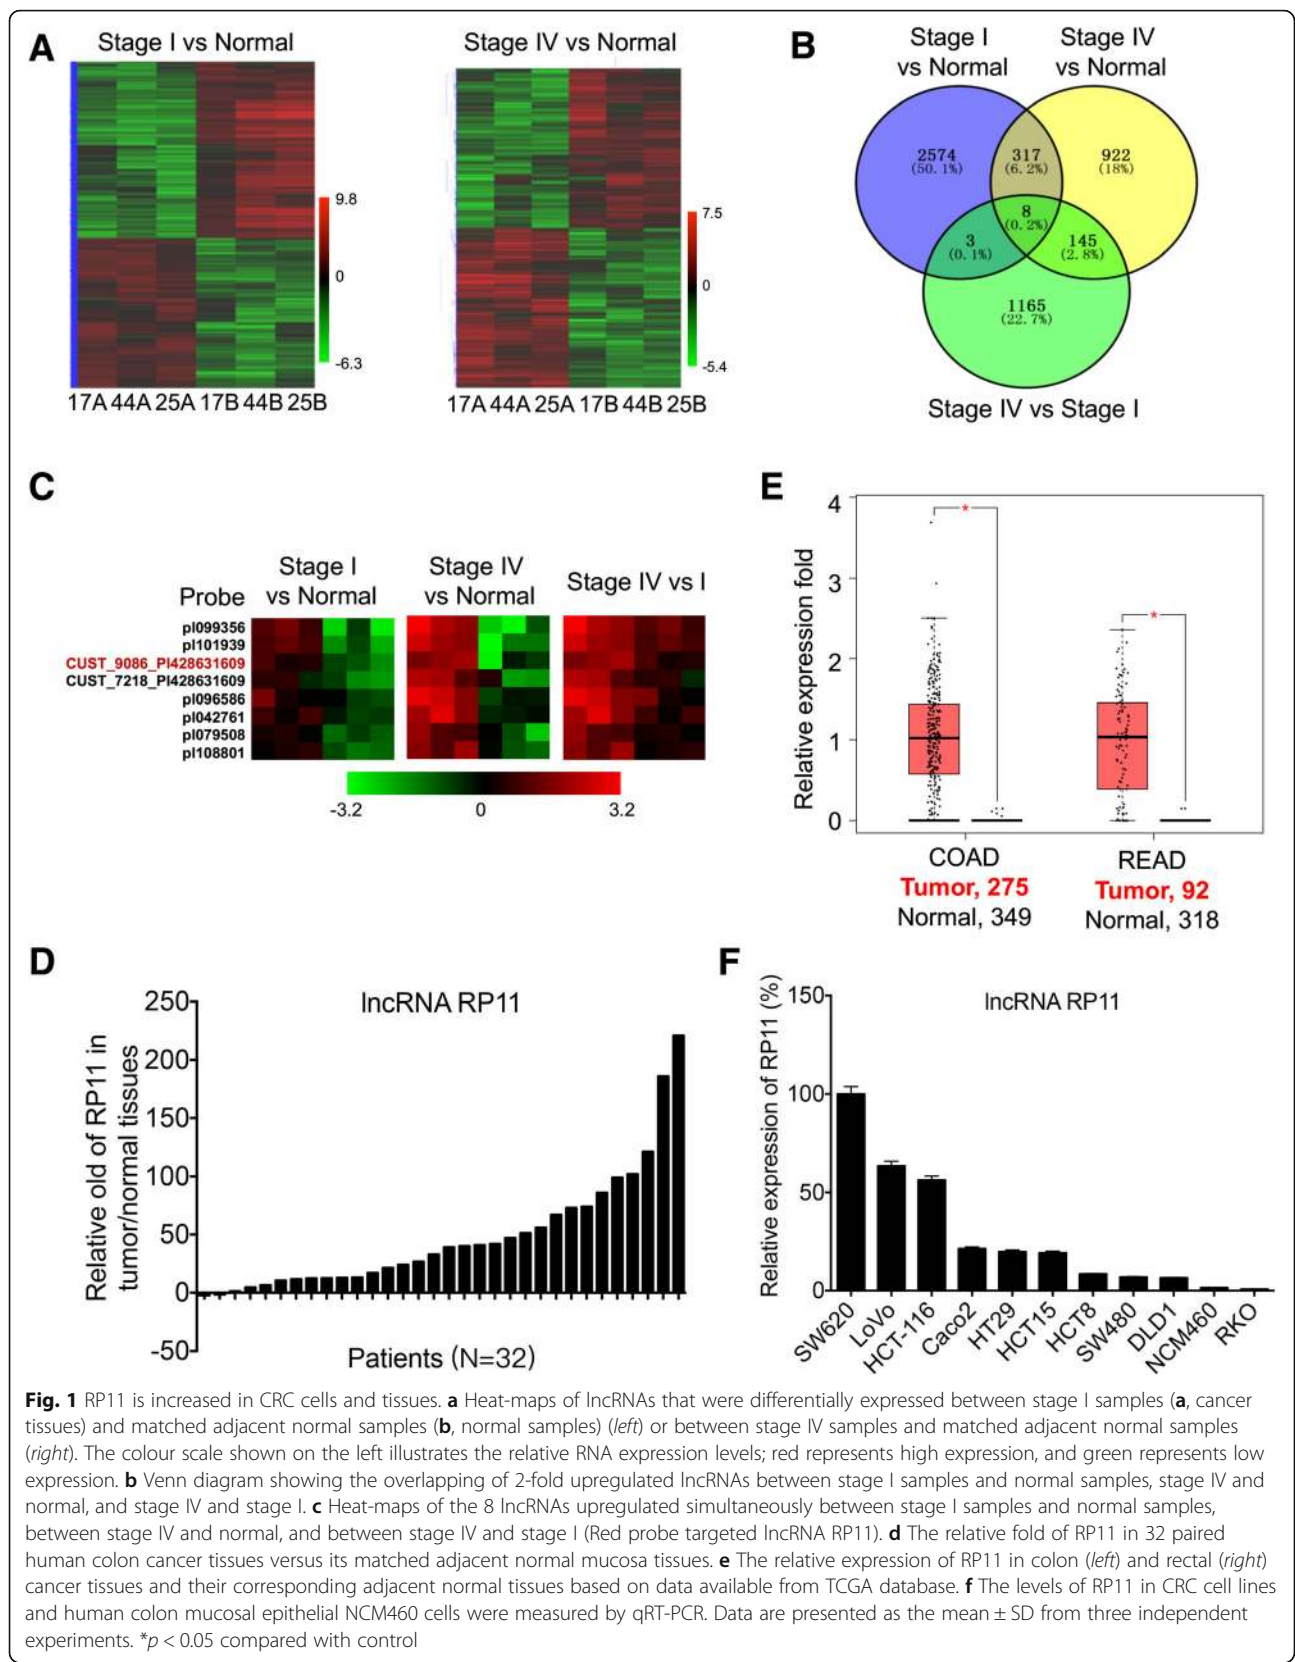 A
Stage I vs Normal
9.8
0
-6.3
17A 44A 25A 17B 44B 25B
Stage IV vs Normal
7.5
0
-5.4
17A 44A 25A 17B 44B 25B
B
Stage I
vs Normal
Stage IV
vs Normal
2574
(50.1%)
317
(6.2%)
922
(18%)
8
(0.2%)
3
(0.1%)
145
(2.8%)
1165
(22.7%)
Stage IV vs Stage I
C
Probe
Stage I
vs Normal
Stage IV
vs Normal
Stage IV vs I
pI099356
pI101939
CUST_9086_PI428631609
CUST_7218_PI428631609
pI096586
pI042761
pI079508
pI108801
-3.2
0
3.2
E
Relative expression fold
4
3
2
1
0
*
*
COAD
Tumor, 275
Normal, 349
READ
Tumor, 92
Normal, 318
D
lncRNA RP11
Relative old of RP11 in
tumor/normal tissues
250
200
150
100
50
0
-50
Patients (N=32)
F
lncRNA RP11
Relative expression of RP11 (%)
150
100
50
0
SW620
LoVo
HCT-116
Caco2
HT29
HCT15
HCT8
SW480
DLD1
NCM460
RKO
Fig. 1 RP11 is increased in CRC cells and tissues. a Heat-maps of lncRNAs that were differentially expressed between stage I samples (a, cancer
tissues) and matched adjacent normal samples (b, normal samples) (left) or between stage IV samples and matched adjacent normal samples
(right). The colour scale shown on the left illustrates the relative RNA expression levels; red represents high expression, and green represents low
expression. b Venn diagram showing the overlapping of 2-fold upregulated lncRNAs between stage I samples and normal samples, stage IV and
normal, and stage IV and stage I. c Heat-maps of the 8 lncRNAs upregulated simultaneously between stage I samples and normal samples,
between stage IV and normal, and between stage IV and stage I (Red probe targeted lncRNA RP11). d The relative fold of RP11 in 32 paired
human colon cancer tissues versus its matched adjacent normal mucosa tissues. e The relative expression of RP11 in colon (left) and rectal (right)
cancer tissues and their corresponding adjacent normal tissues based on data available from TCGA database. f The levels of RP11 in CRC cell lines
and human colon mucosal epithelial NCM460 cells were measured by qRT-PCR. Data are presented as the mean ± SD from three independent
experiments. *p < 0.05 compared with control